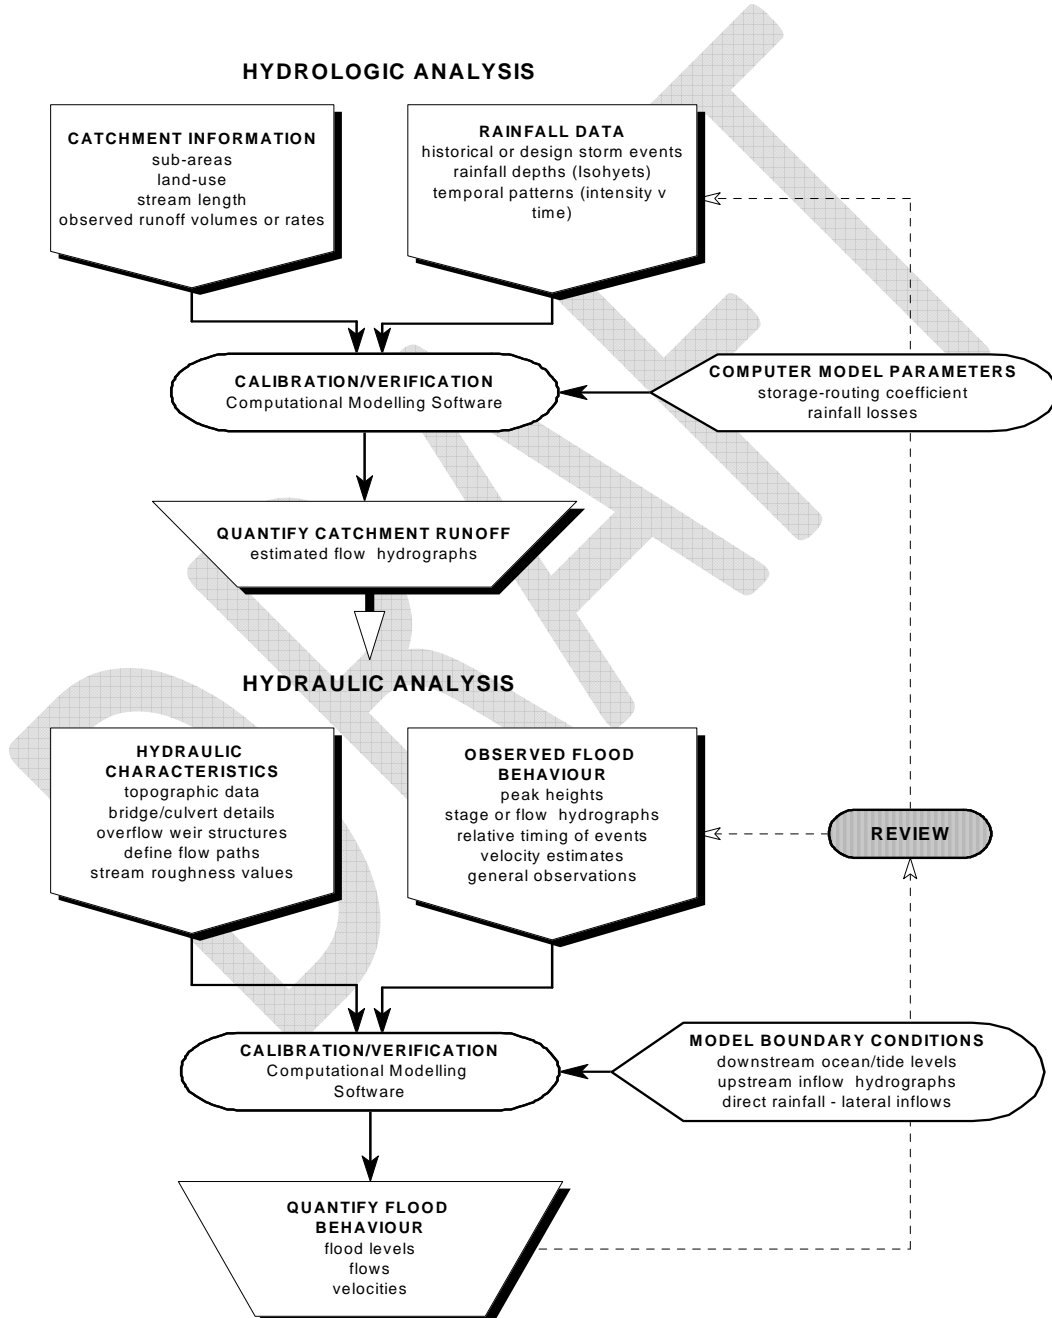 HYDROLOGIC ANALYSIS
CATCHMENT INFORMATION
sub-areas
land-use
stream length
observed runoff volumes or rates
RAINFALL DATA
historical or design storm events
rainfall depths (Isohyets)
temporal patterns (intensity v
time)
CALIBRATION/VERIFICATION
Computational Modelling Software
COMPUTER MODEL PARAMETERS
storage-routing coefficient
rainfall losses
QUANTIFY CATCHMENT RUNOFF
estimated flow hydrographs
HYDRAULIC ANALYSIS
HYDRAULIC
CHARACTERISTICS
topographic data
bridge/culvert details
overflow weir structures
define flow paths
stream roughness values
OBSERVED FLOOD
BEHAVIOUR
peak heights
stage or flow hydrographs
relative timing of events
velocity estimates
general observations
REVIEW
CALIBRATION/VERIFICATION
Computational Modelling
Software
MODEL BOUNDARY CONDITIONS
downstream ocean/tide levels
upstream inflow hydrographs
direct rainfall - lateral inflows
QUANTIFY FLOOD
BEHAVIOUR
flood levels
flows
velocities
DRAFT